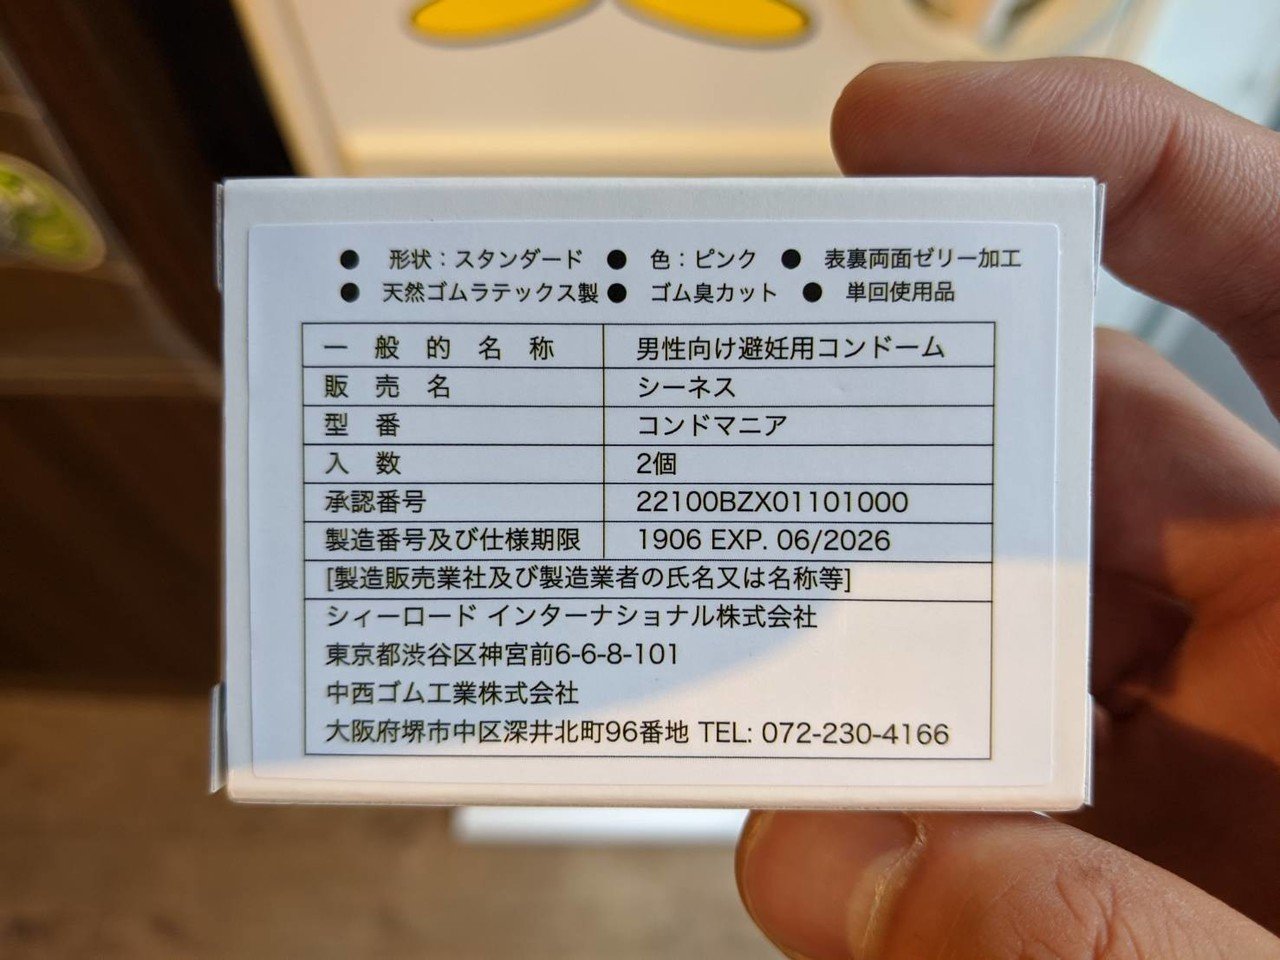 ● 形状：スタンダード ● 色：ピンク ● 表裏両面ゼリー加工
● 天然ゴムラテックス製 ● ゴム臭カット ● 単回使用品
一般的名称 男性向け避妊用コンドーム
販売名 シーネス
型番 コンドマニア
入数 2個
承認番号 22100BZX01101000
製造番号及び仕様期限 1906 EXP. 06/2026
[製造販売業社及び製造業者の氏名又は名称等]
シィーロード インターナショナル株式会社
東京都渋谷区神宮前6-6-8-101
中西ゴム工業株式会社
大阪府堺市中区深井北町96番地 TEL: 072-230-4166